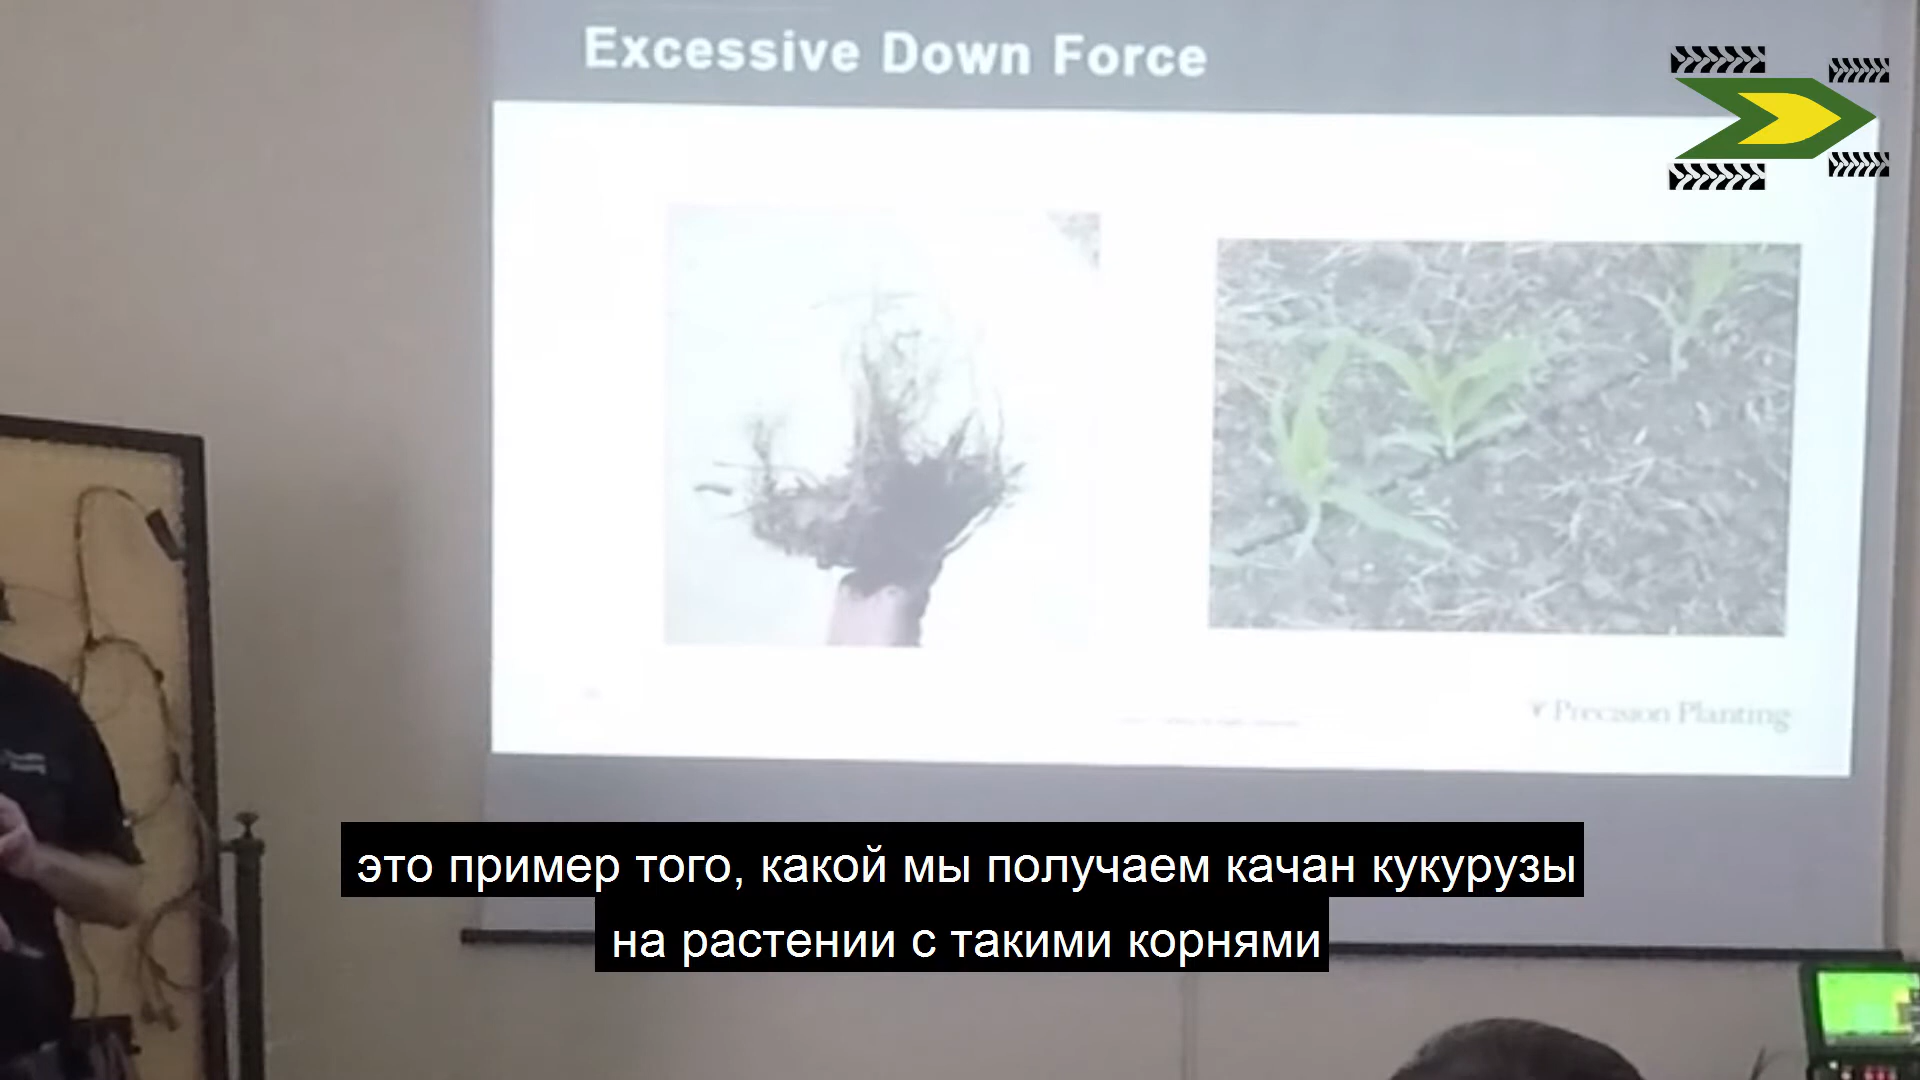 Excessive Down Force
Precision Planting
это пример того, какой мы получаем качан кукурузы
на растении с такими корнями